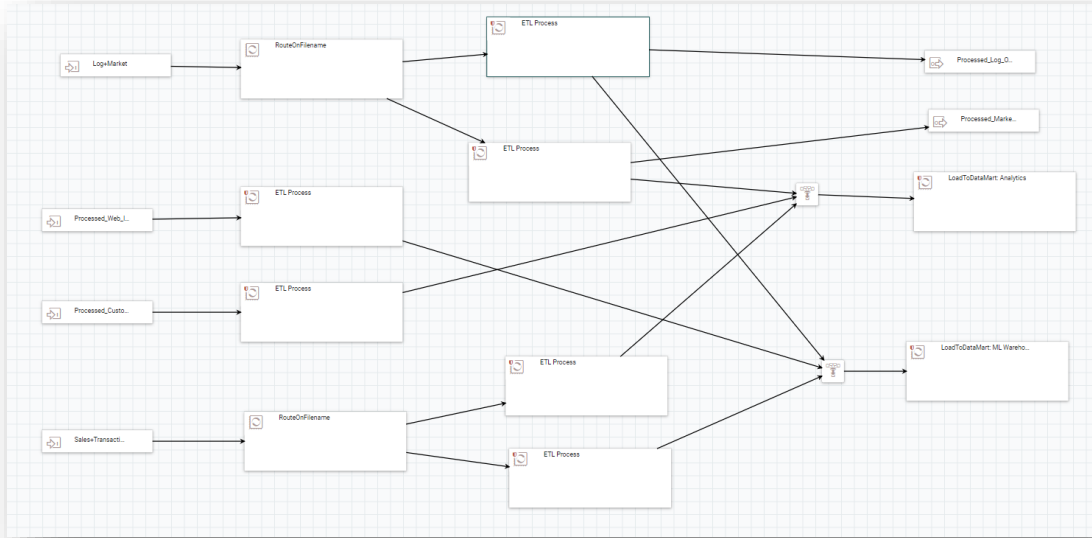 ETL Process
RouteOnFilename
Log+Market
Processed_Log_O...
Processed_Marke...
ETL Process
LoadToDataMart: Analytics
ETL Process
Processed_Web_I...
ETL Process
Processed_Custo...
LoadToDataMart: ML Wareho...
ETL Process
RouteOnFilename
Sales+Transacti...
ETL Process